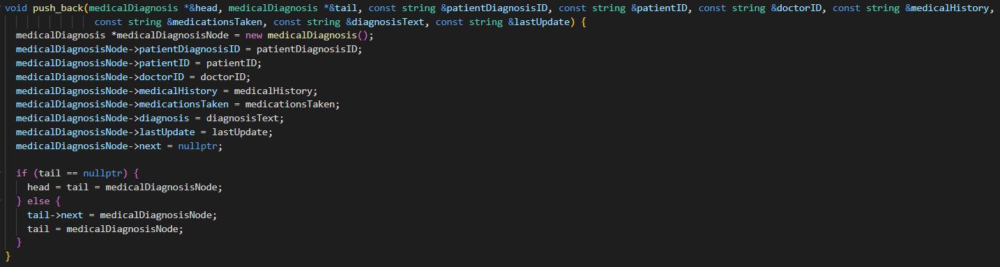 void push_back(medicalDiagnosis *&head, medicalDiagnosis *&tail, const string &patientDiagnosisID, const string &patientID, const string &doctorID, const string &medicalHistory,
                const string &medicationsTaken, const string &diagnosisText, const string &lastUpdate) {
  medicalDiagnosis *medicalDiagnosisNode = new medicalDiagnosis();
  medicalDiagnosisNode->patientDiagnosisID = patientDiagnosisID;
  medicalDiagnosisNode->patientID = patientID;
  medicalDiagnosisNode->doctorID = doctorID;
  medicalDiagnosisNode->medicalHistory = medicalHistory;
  medicalDiagnosisNode->medicationsTaken = medicationsTaken;
  medicalDiagnosisNode->diagnosis = diagnosisText;
  medicalDiagnosisNode->lastUpdate = lastUpdate;
  medicalDiagnosisNode->next = nullptr;

  if (tail == nullptr) {
    head = tail = medicalDiagnosisNode;
  } else {
    tail->next = medicalDiagnosisNode;
    tail = medicalDiagnosisNode;
  }
}